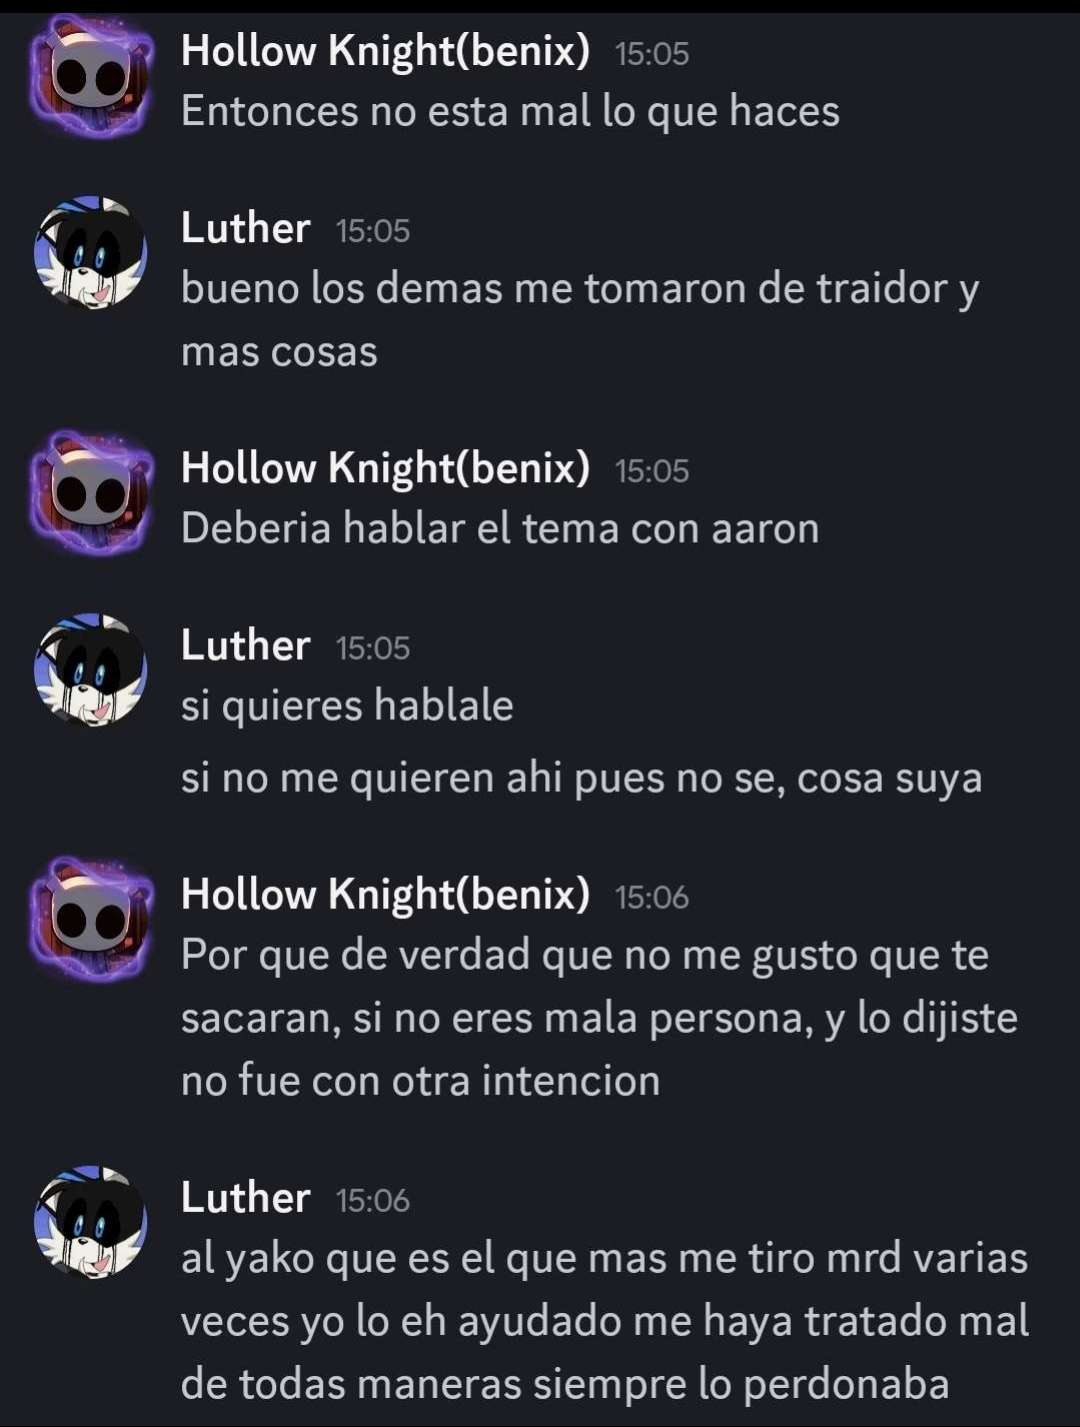 Hollow Knight(benix) 15:05
Entonces no esta mal lo que haces
Luther 15:05
bueno los demas me tomaron de traidor y
mas cosas
Hollow Knight(benix) 15:05
Deberia hablar el tema con aaron
Luther 15:05
si quieres hablale
si no me quieren ahi pues no se, cosa suya
Hollow Knight(benix) 15:06
Por que de verdad que no me gusto que te
sacaran, si no eres mala persona, y lo dijiste
no fue con otra intencion
Luther 15:06
al yako que es el que mas me tiro mrd varias
veces yo lo eh ayudado me haya tratado mal
de todas maneras siempre lo perdonaba